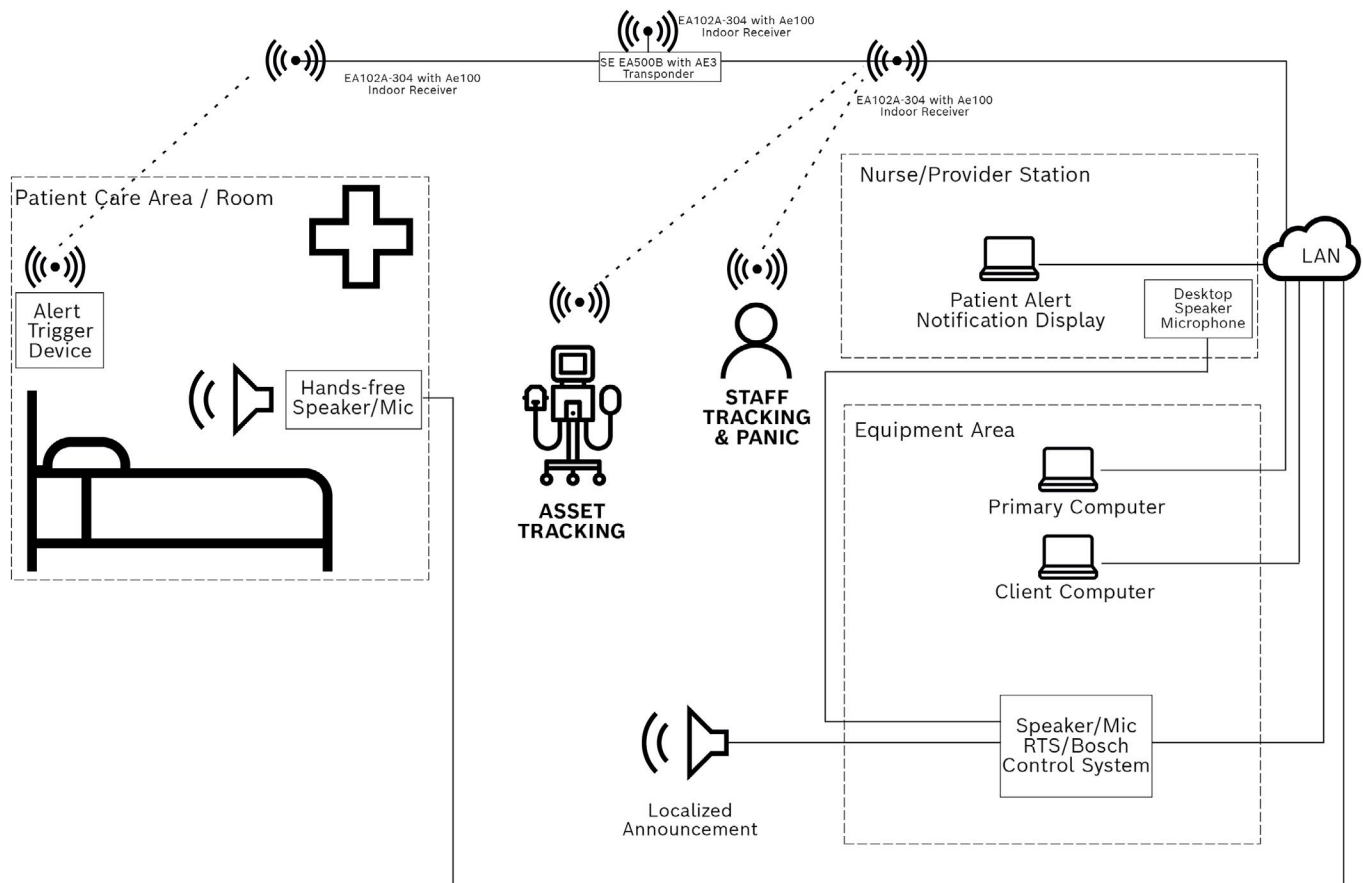 EA102A-304 with Ae100
Indoor Receiver
SE EA500B with AE3
Transponder
EA102A-304 with Ae100
Indoor Receiver
EA102A-304 with Ae100
Indoor Receiver
Patient Care Area / Room
Alert
Trigger
Device
Hands-free
Speaker/Mic
ASSET
TRACKING
STAFF
TRACKING
& PANIC
Nurse/Provider Station
Patient Alert
Notification Display
Desktop
Speaker
Microphone
LAN
Equipment Area
Primary Computer
Client Computer
Speaker/Mic
RTS/Bosch
Control System
Localized
Announcement